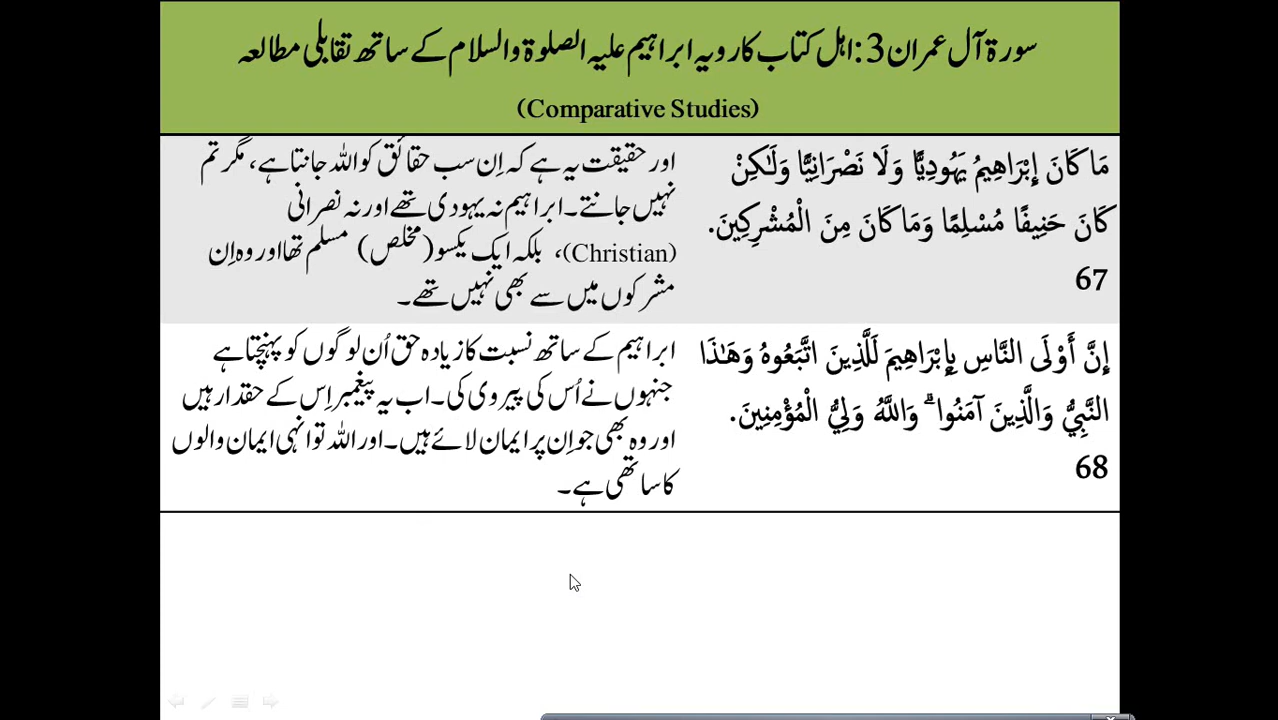 سورۃ آل عمران 3: اہل کتاب کا رویہ ابراہیم علیہ الصلوۃ والسلام کے ساتھ تقابلی مطالعہ
(Comparative Studies)
مَا كَانَ إِبْرَاهِيمُ يَهُودِيًّا وَلَا نَصْرَانِيًّا وَلَٰكِنْ
كَانَ حَنِيفًا مُسْلِمًا وَمَا كَانَ مِنَ الْمُشْرِكِينَ.
67
اور حقیقت یہ ہے کہ اِن سب حقائق کو اللہ جانتا ہے، مگر تم
نہیں جانتے۔ ابراہیم نہ یہودی تھے اور نہ نصرانی
(Christian)، بلکہ ایک یکسو (مخلص) مسلم تھا اور وہ اِن
مشرکوں میں سے بھی نہیں تھے۔
إِنَّ أَوْلَى النَّاسِ بِإِبْرَاهِيمَ لَلَّذِينَ اتَّبَعُوهُ وَهَٰذَا
النَّبِيُّ وَالَّذِينَ آمَنُوا ۗ وَاللَّهُ وَلِيُّ الْمُؤْمِنِينَ.
68
ابراہیم کے ساتھ نسبت کا زیادہ حق اُن لوگوں کو پہنچتا ہے
جنہوں نے اُس کی پیروی کی۔ اب یہ پیغمبر اِس کے حقدار ہیں
اور وہ بھی جو اِن پر ایمان لائے ہیں۔ اور اللہ تو انہی ایمان والوں
کا ساتھی ہے۔